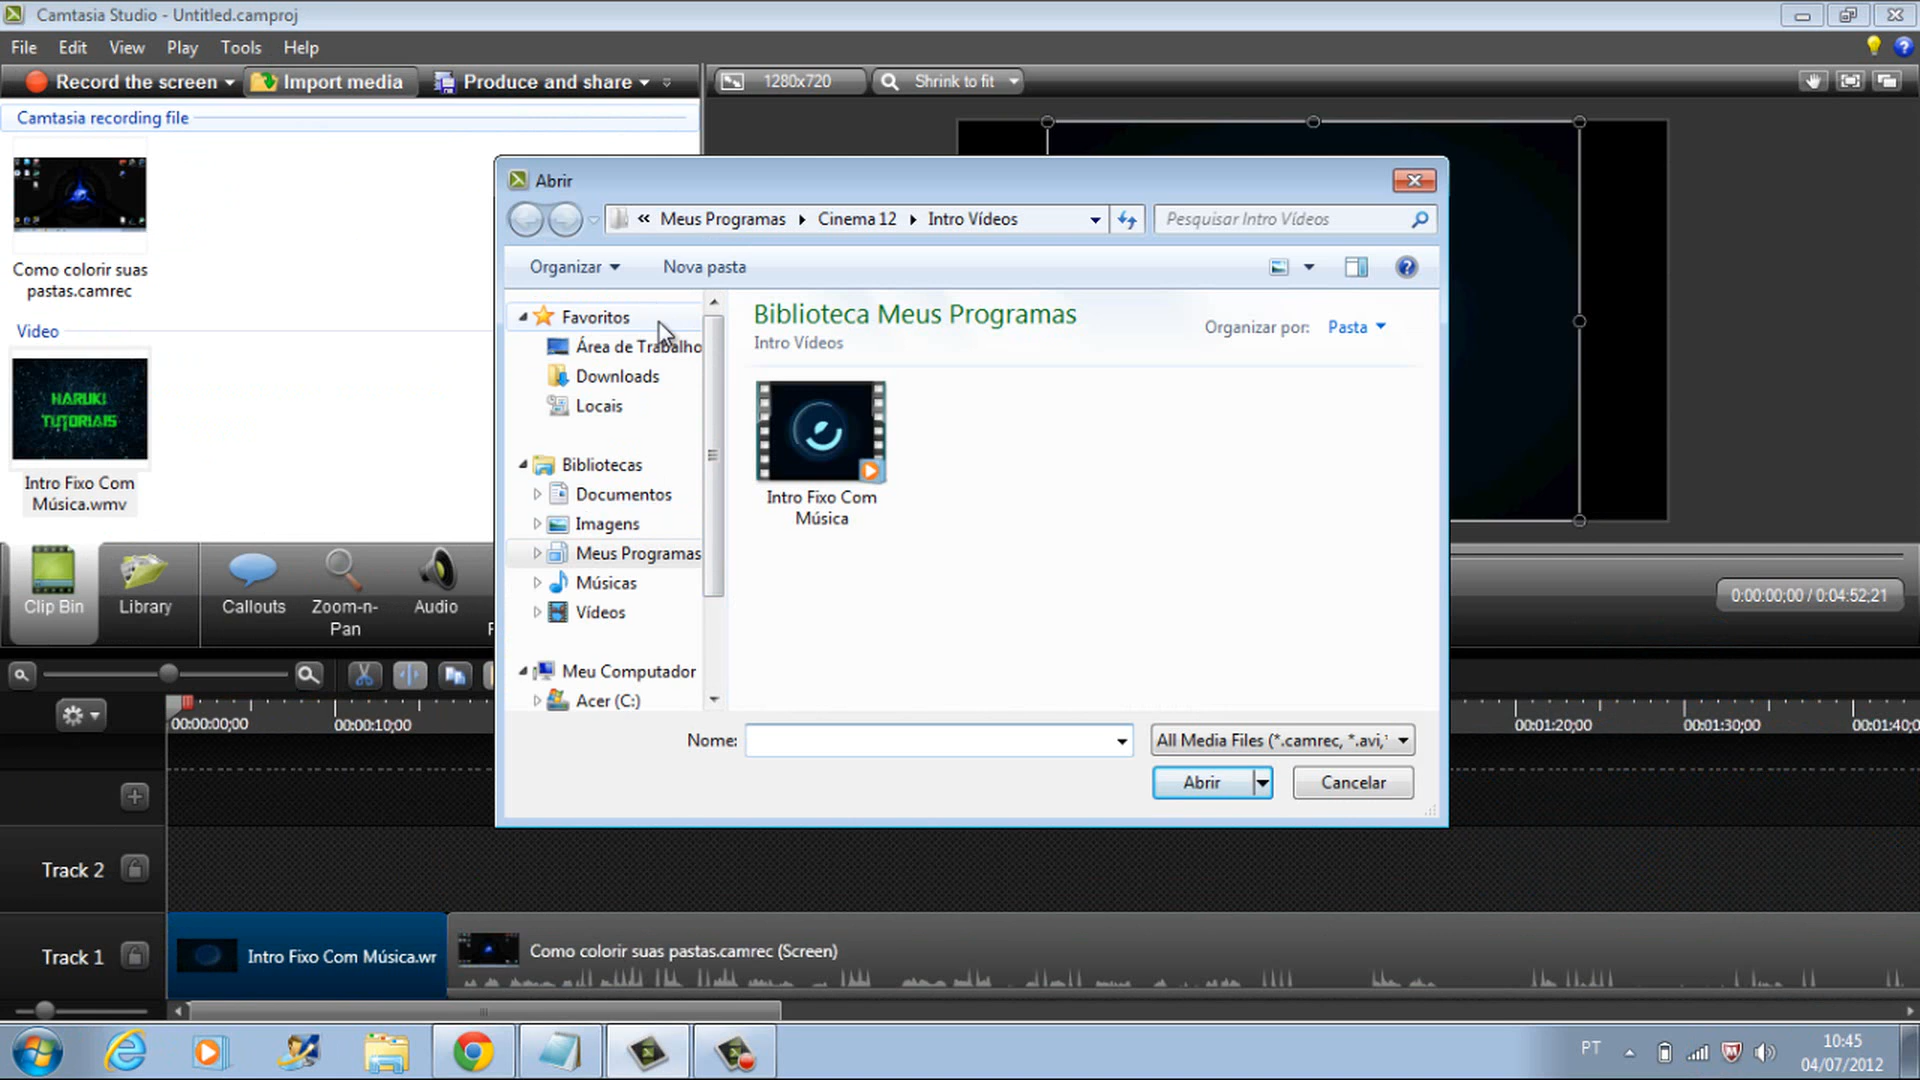 Camtasia Studio - Untitled.camproj
File Edit View Play Tools Help
Record the screen Import media Produce and share
1280x720 Shrink to fit
Camtasia recording file
Como colorir suas
pastas.camrec
Video
HARUKI
TUTORIAIS
Intro Fixo Com
Música.wmv
Clip Bin Library Callouts Zoom-n-
Pan Audio
Abrir
« Meus Programas Cinema 12 Intro Vídeos
Pesquisar Intro Vídeos
Organizar Nova pasta
Favoritos
Área de Trabalho
Downloads
Locais
Bibliotecas
Documentos
Imagens
Meus Programas
Músicas
Vídeos
Meu Computador
Acer (C:)
Biblioteca Meus Programas
Intro Vídeos
Organizar por: Pasta
Intro Fixo Com
Música
Nome:
All Media Files (*.camrec, *.avi,
Abrir Cancelar
0:00:00;00 / 0:04:52;21
00:00:00;00 00:00:10;00 00:01:20;00 00:01:30;00 00:01:40;0
Track 2
Track 1
Intro Fixo Com Música.wr
Como colorir suas pastas.camrec (Screen)
PT
10:45
04/07/2012